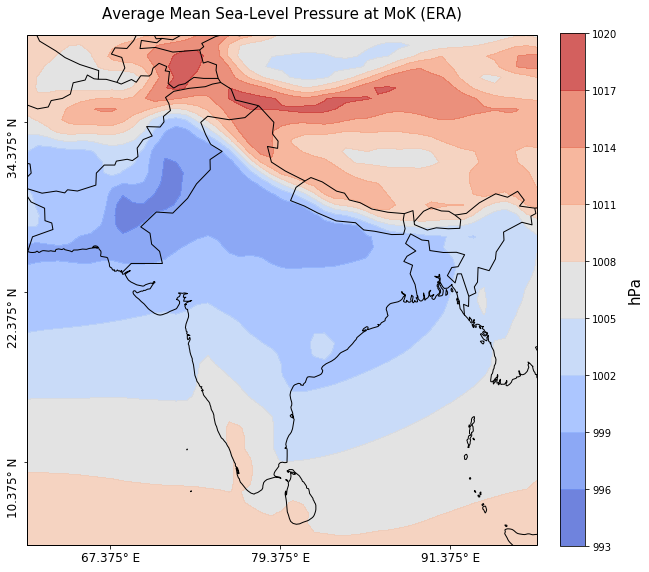 Average Mean Sea-Level Pressure at MoK (ERA)
34.375° N
22.375° N
10.375° N
67.375° E
79.375° E
91.375° E
1020
1017
1014
1011
1008
1005
1002
999
996
993
hPa